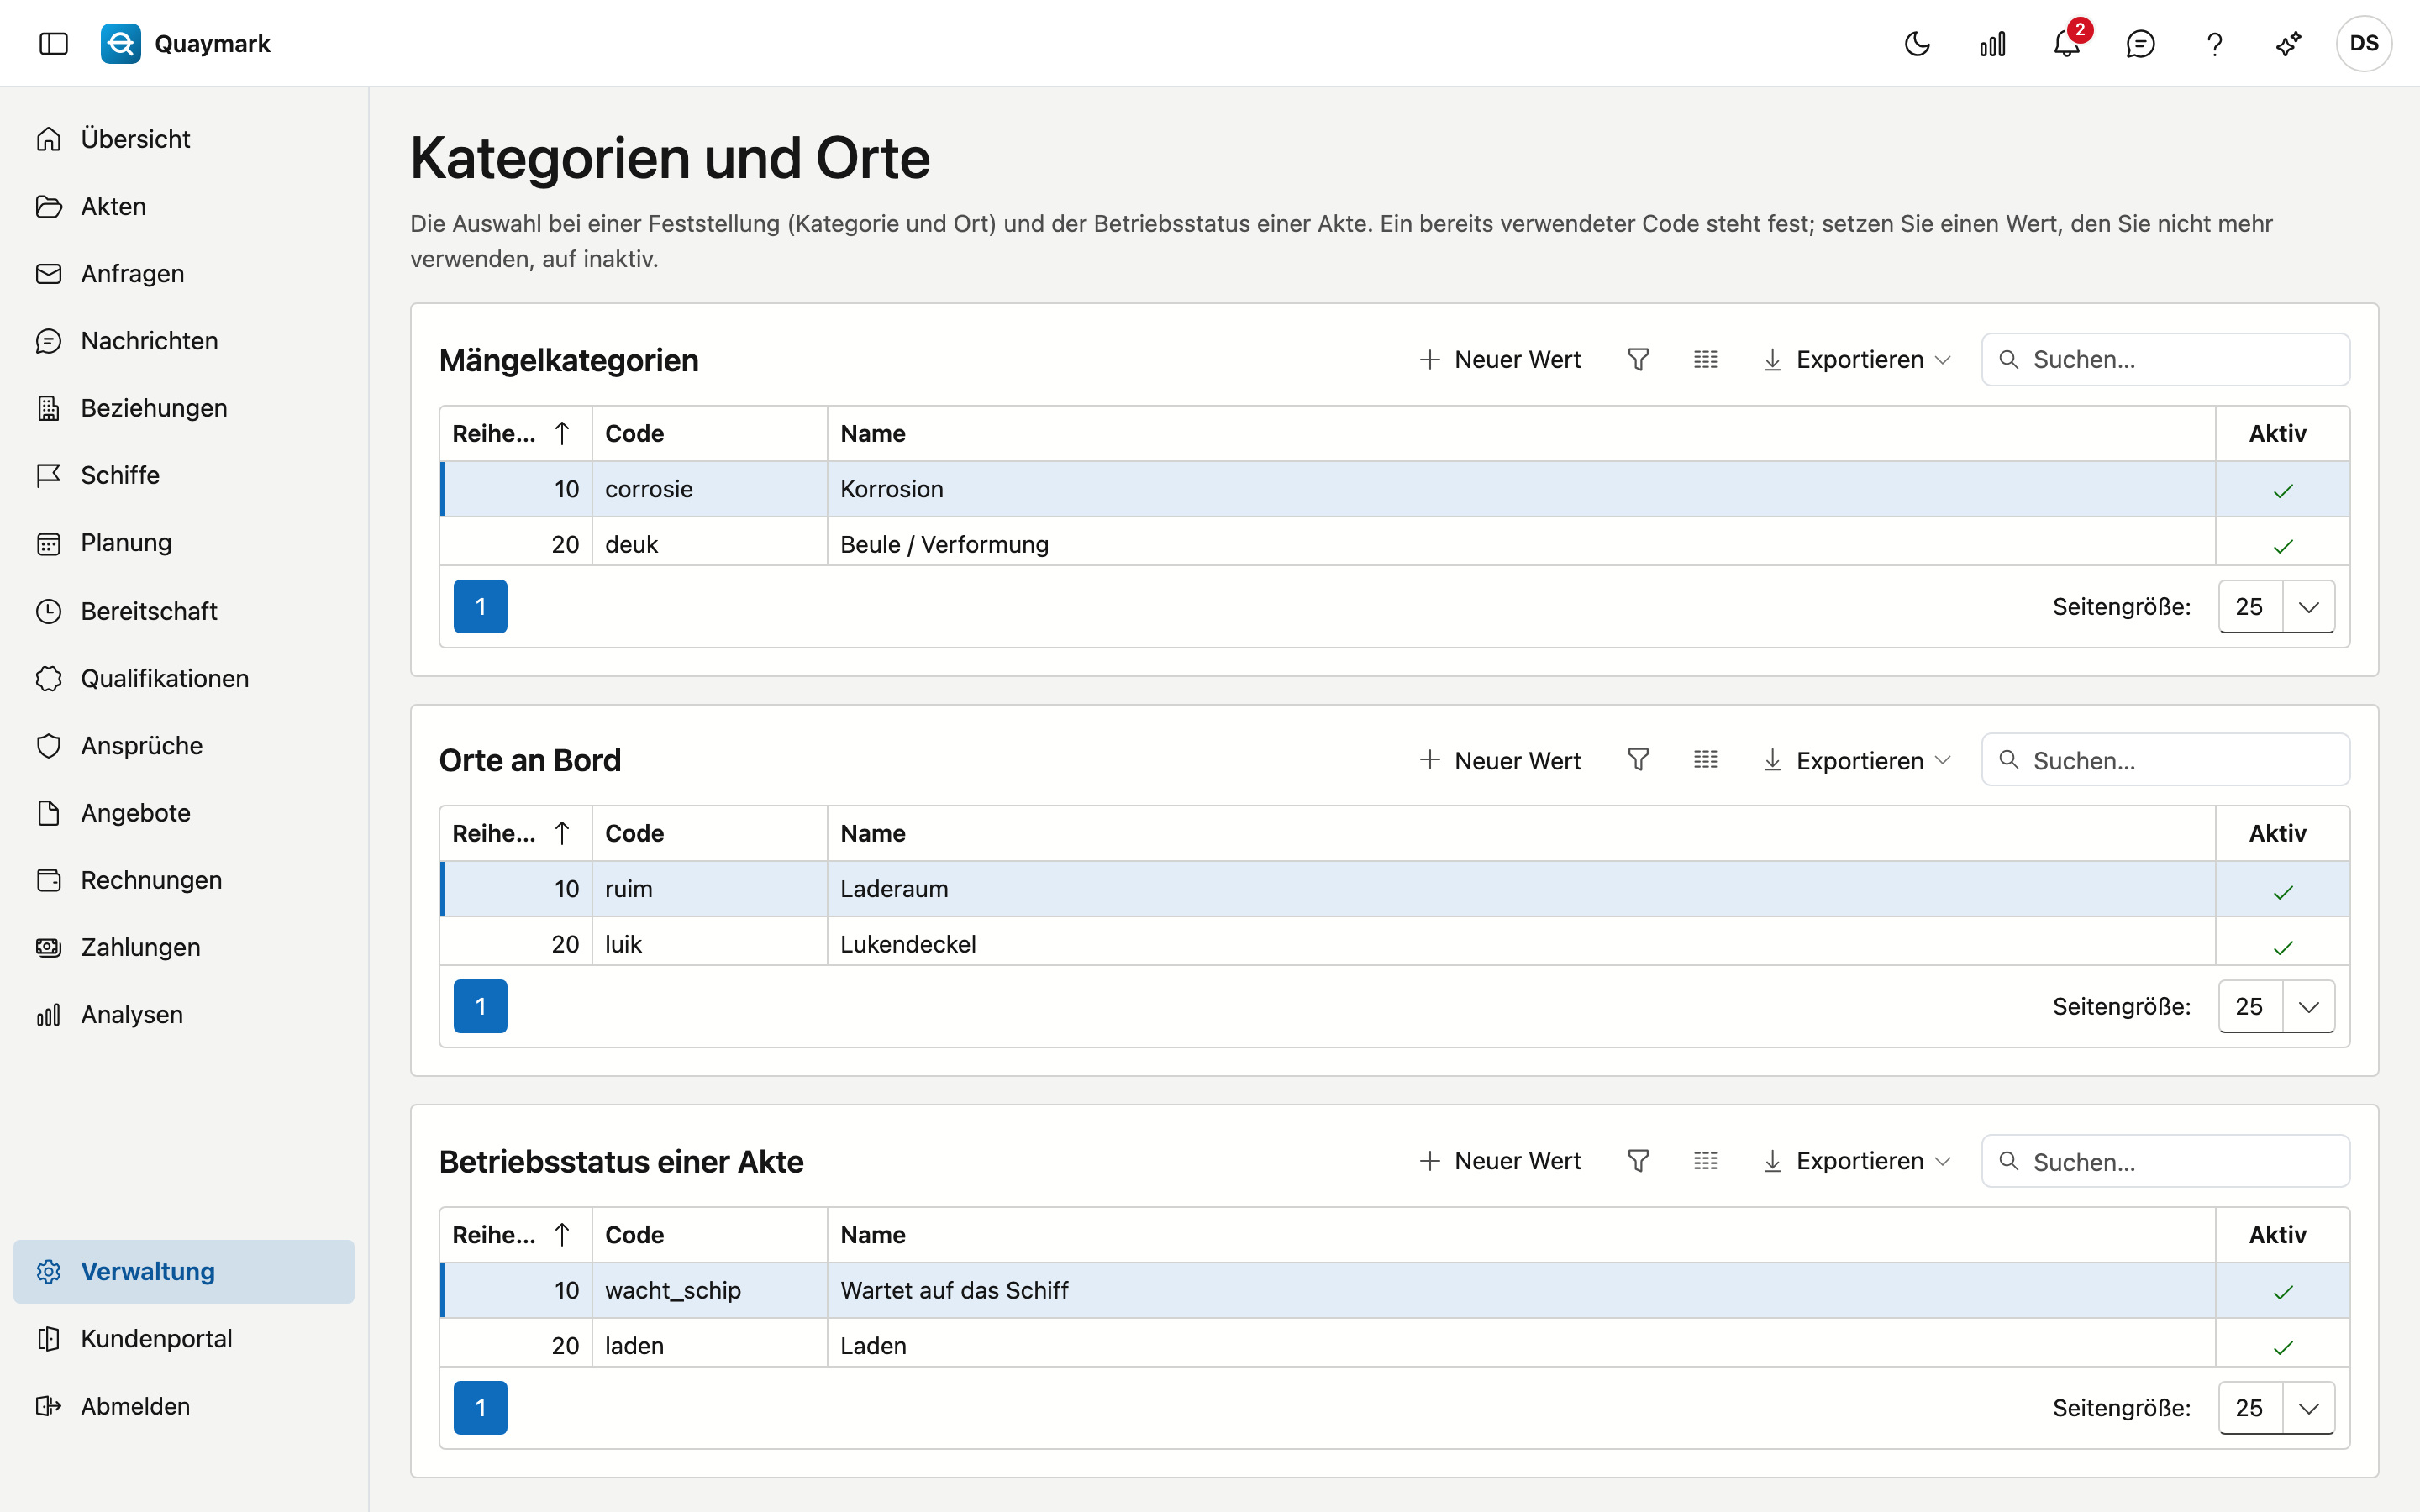 Quaymark
2
DS
Übersicht
Akten
Anfragen
Nachrichten
Beziehungen
Schiffe
Planung
Bereitschaft
Qualifikationen
Ansprüche
Angebote
Rechnungen
Zahlungen
Analysen
Verwaltung
Kundenportal
Abmelden
Kategorien und Orte
Die Auswahl bei einer Feststellung (Kategorie und Ort) und der Betriebsstatus einer Akte. Ein bereits verwendeter Code steht fest; setzen Sie einen Wert, den Sie nicht mehr
verwenden, auf inaktiv.
Mängelkategorien
Neuer Wert
Exportieren
Suchen...
Reihe... Code Name Aktiv
10 corrosie Korrosion
20 deuk Beule / Verformung
1
Seitengröße: 25
Orte an Bord
Neuer Wert
Exportieren
Suchen...
Reihe... Code Name Aktiv
10 ruim Laderaum
20 luik Lukendeckel
1
Seitengröße: 25
Betriebsstatus einer Akte
Neuer Wert
Exportieren
Suchen...
Reihe... Code Name Aktiv
10 wacht_schip Wartet auf das Schiff
20 laden Laden
1
Seitengröße: 25